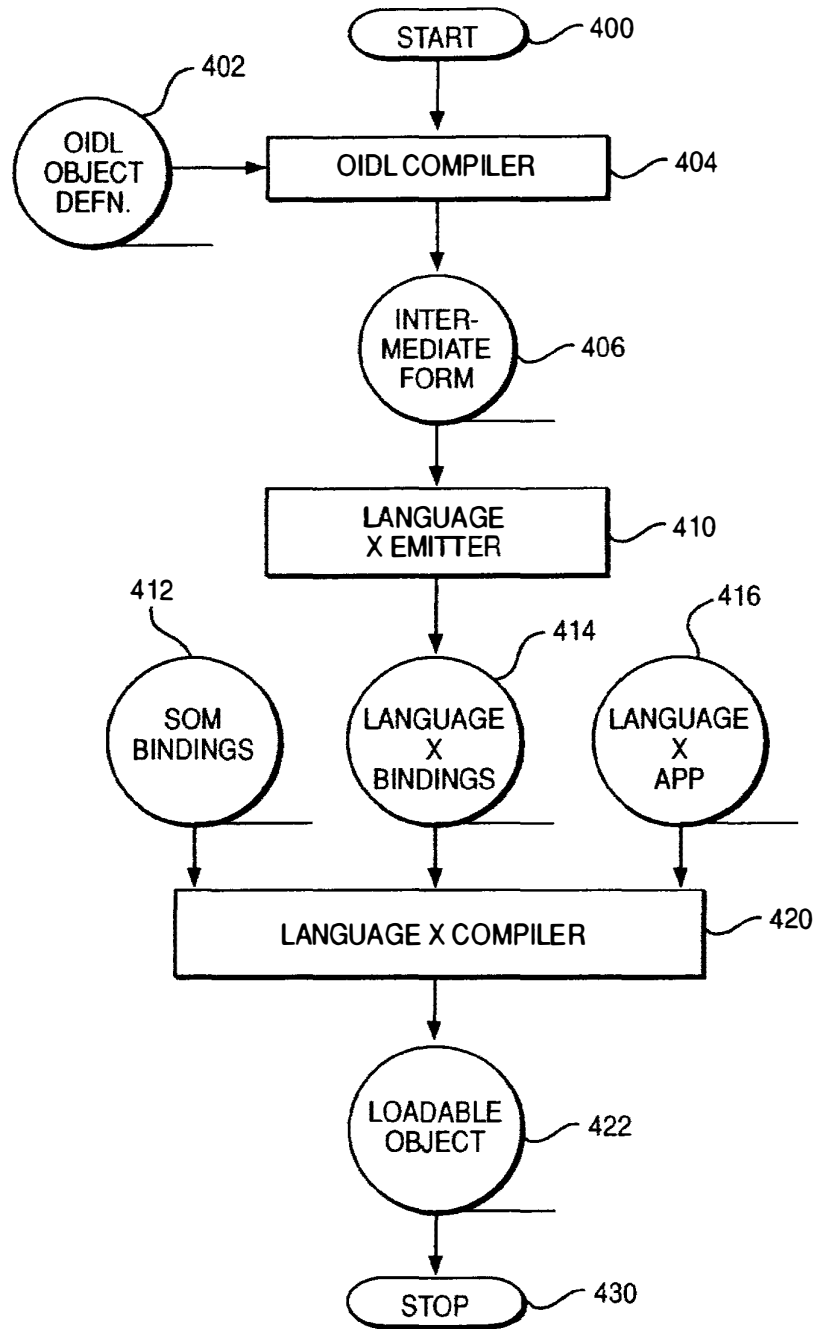 START
400
402
OIDL
OBJECT
DEFN.
OIDL COMPILER
404
INTER-
MEDIATE
FORM
406
LANGUAGE
X EMITTER
410
412
414
416
SOM
BINDINGS
LANGUAGE
X
BINDINGS
LANGUAGE
X
APP
LANGUAGE X COMPILER
420
LOADABLE
OBJECT
422
STOP
430